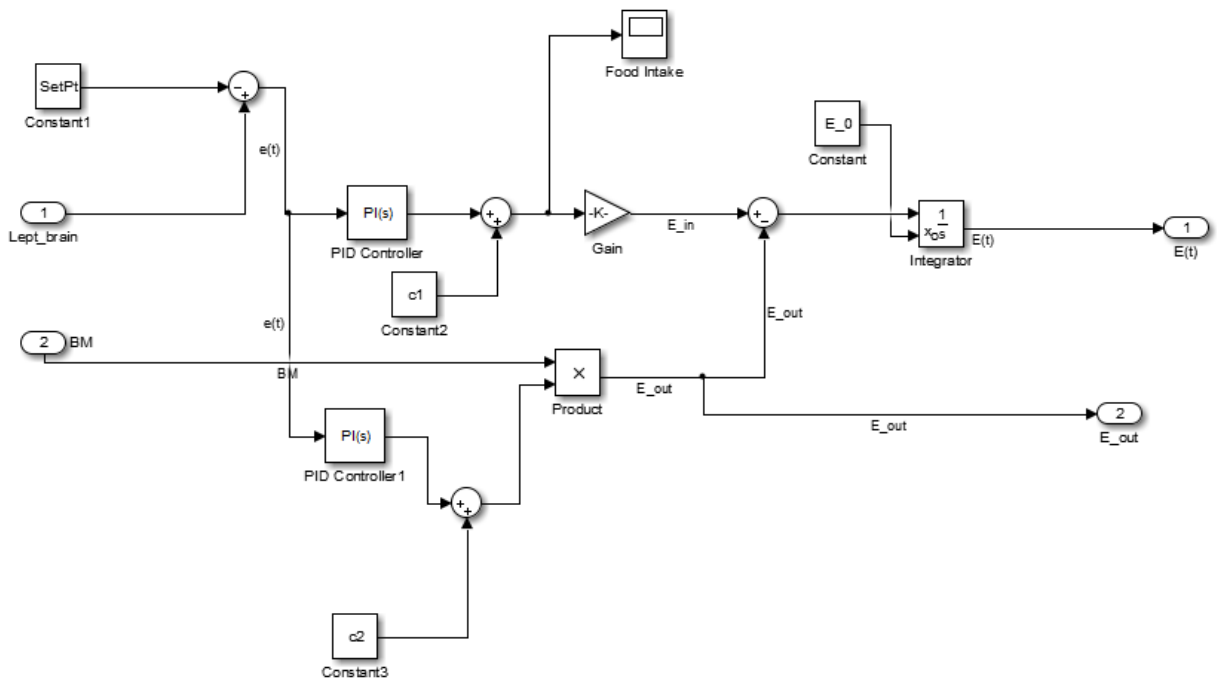 Food Intake
SetPt
Constant1
-
+
e(t)
E_0
Constant
1
Lept_brain
PI(s)
PID Controller
+
+
-K-
Gain
E_in
+
-
1
s
xo
Integrator
E(t)
1
E(t)
c1
Constant2
e(t)
E_out
2
BM
BM
×
Product
E_out
E_out
2
E_out
PI(s)
PID Controller1
+
+
c2
Constant3